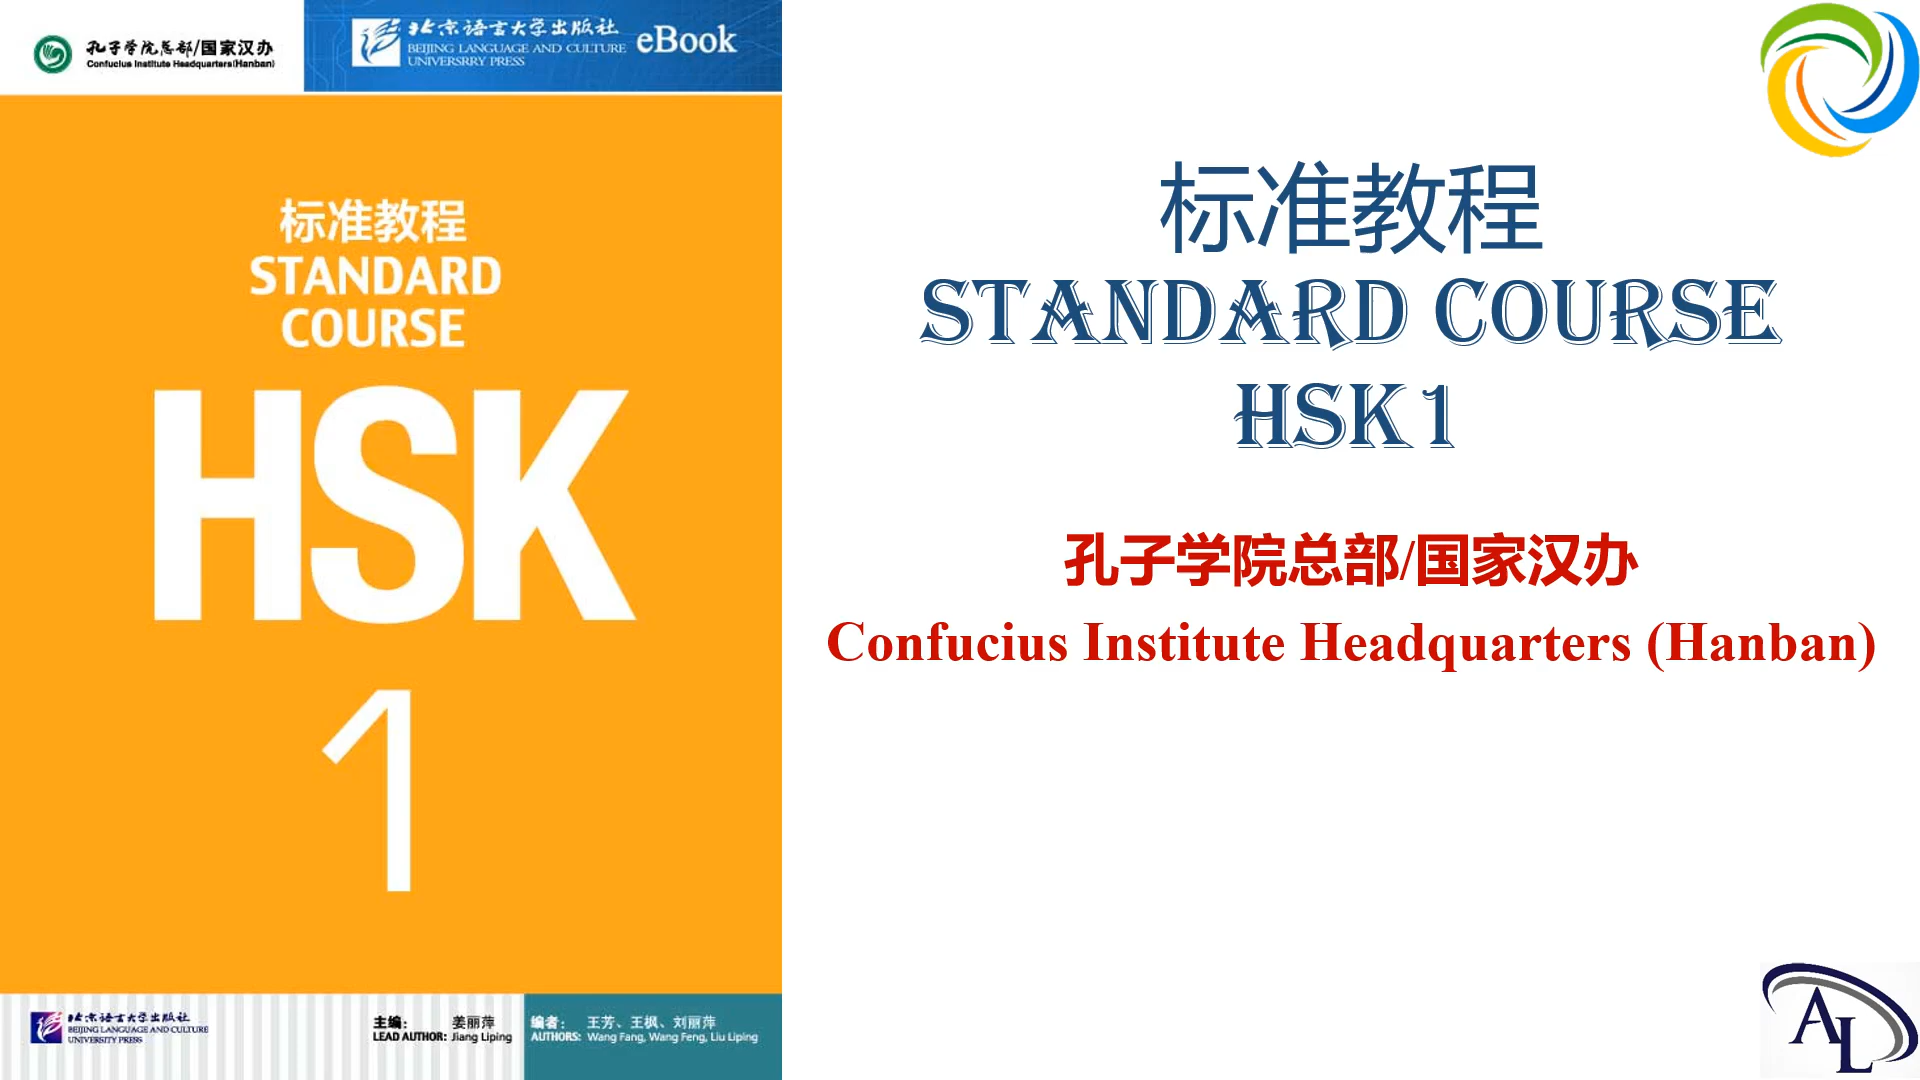 孔子学院总部/国家汉办
Confucius Institute Headquarters(Hanban)
北京语言大学出版社
BEIJING LANGUAGE AND CULTURE
UNIVERSRRY PRESS
eBook
标准教程
STANDARD
COURSE
HSK
1
北京语言大学出版社
BEIJING LANGUAGE AND CULTURE
UNIVERSITY PRESS
主编: 姜丽萍
LEAD AUTHOR: Jiang Liping
编者: 王芳、王枫、刘丽萍
AUTHORS: Wang Fang, Wang Feng, Liu Liping
标准教程
STANDARD COURSE
HSK1
孔子学院总部/国家汉办
Confucius Institute Headquarters (Hanban)
AL